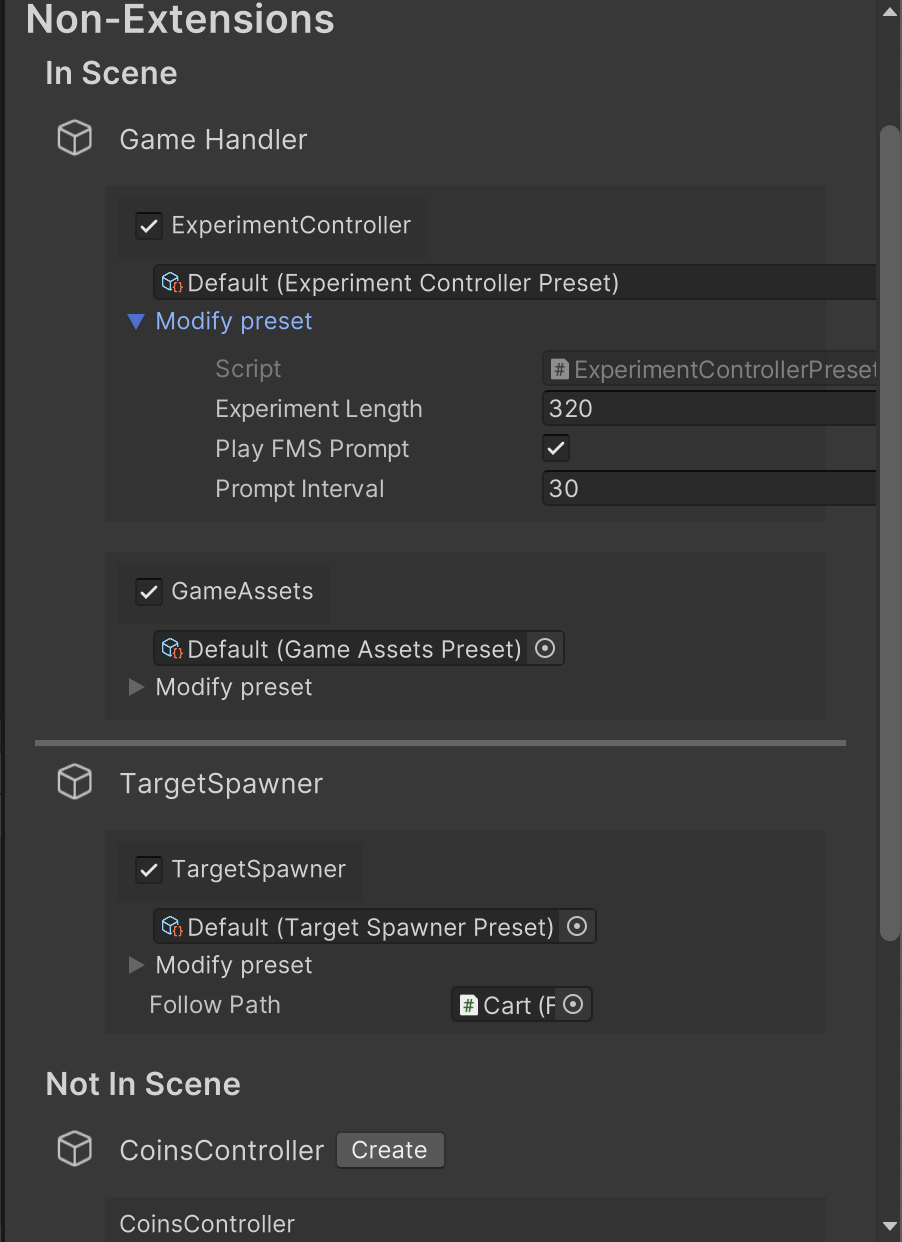 Non-Extensions
In Scene
Game Handler
ExperimentController
Default (Experiment Controller Preset)
Modify preset
Script # ExperimentControllerPreset
Experiment Length 320
Play FMS Prompt
Prompt Interval 30
GameAssets
Default (Game Assets Preset)
Modify preset
TargetSpawner
TargetSpawner
Default (Target Spawner Preset)
Modify preset
Follow Path # Cart (F
Not In Scene
CoinsController Create
CoinsController